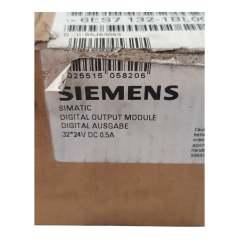 6ES7 132-1BL00
025515 058205
SIEMENS
SIMATIC
DIGITAL OUTPUT MODULE
DIGITAL AUSGABE
32*24V DC 0.5A